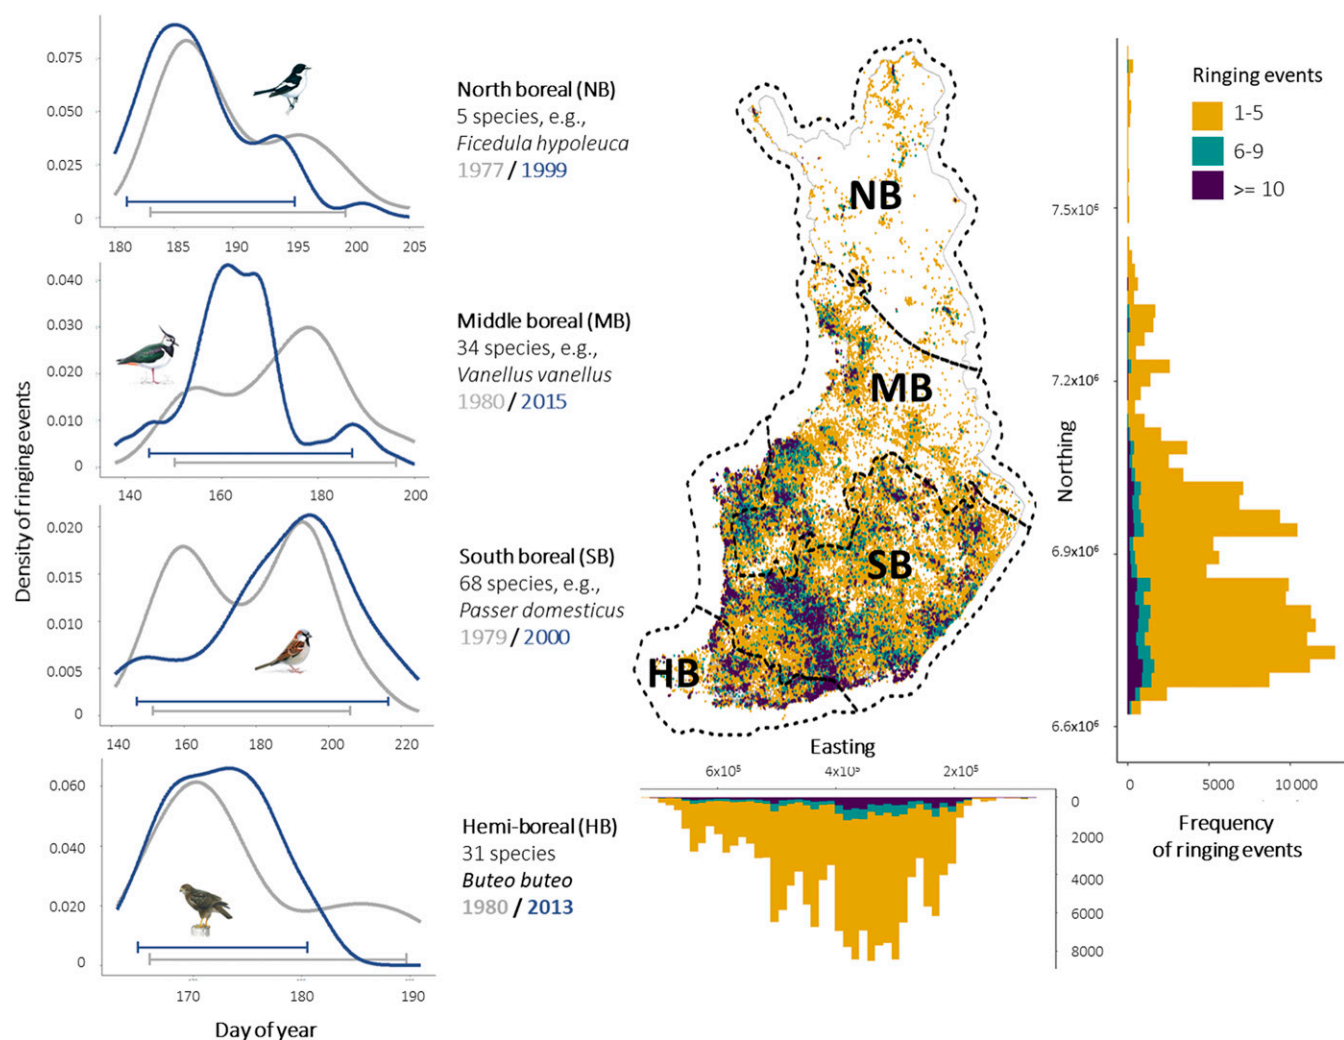 Density of ringing events
0.075
0.050
0.025
0
180 185 190 195 200 205
North boreal (NB)
5 species, e.g.,
Ficedula hypoleuca
1977 / 1999
0.040
0.030
0.020
0.010
0
140 160 180 200
Middle boreal (MB)
34 species, e.g.,
Vanellus vanellus
1980 / 2015
0.020
0.015
0.010
0.005
0
140 160 180 200 220
South boreal (SB)
68 species, e.g.,
Passer domesticus
1979 / 2000
0.060
0.040
0.020
0
170 180 190
Day of year
Hemi-boreal (HB)
31 species
Buteo buteo
1980 / 2013
NB
MB
SB
HB
Easting
6x10⁵ 4x10⁵ 2x10⁵
0
2000
4000
6000
8000
Northing
7.5x10⁶
7.2x10⁶
6.9x10⁶
6.6x10⁶
0 5000 10000
Frequency
of ringing events
Ringing events
1-5
6-9
>= 10